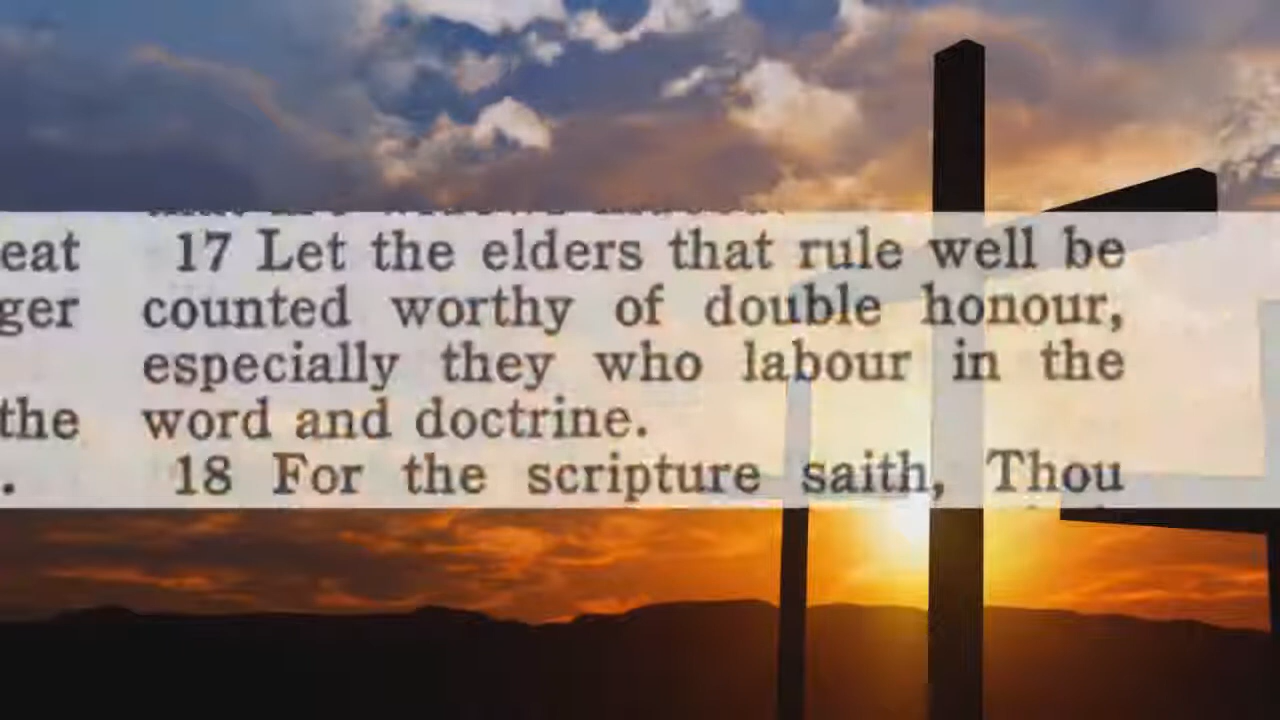 eat
ger
the
.
17 Let the elders that rule well be
counted worthy of double honour,
especially they who labour in the
word and doctrine.
18 For the scripture saith, Thou